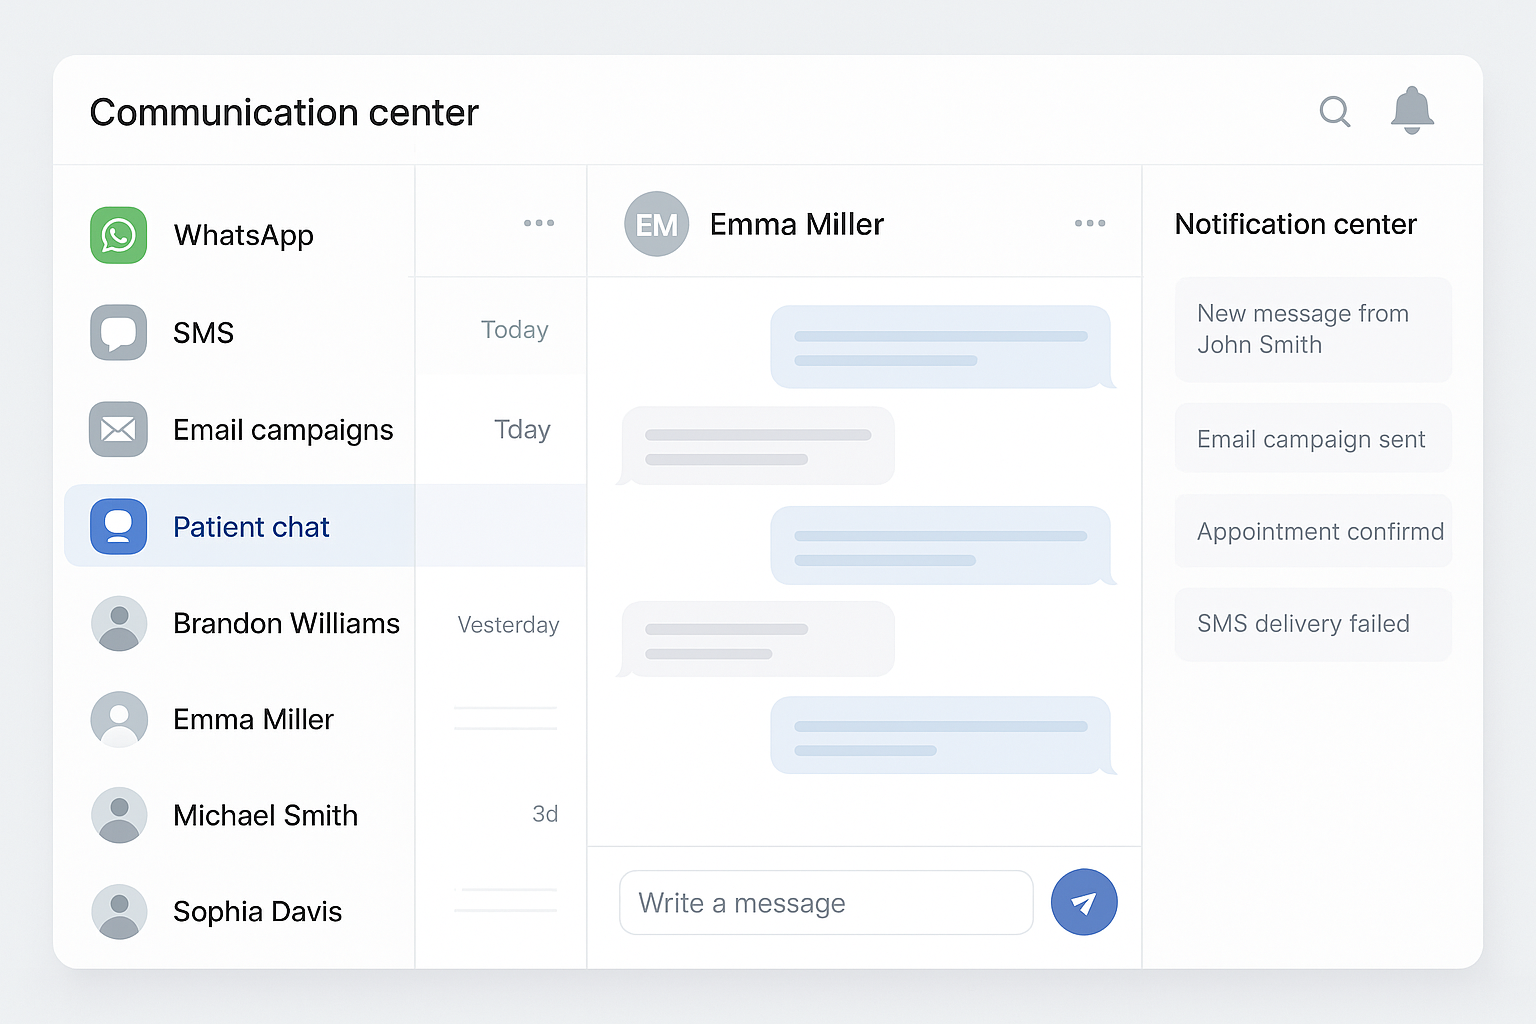 Communication center
WhatsApp
SMS
Today
Email campaigns
Tday
Patient chat
Brandon Williams
Yesterday
Emma Miller
Michael Smith
3d
Sophia Davis
EM
Emma Miller
Write a message
Notification center
New message from
John Smith
Email campaign sent
Appointment confirmd
SMS delivery failed